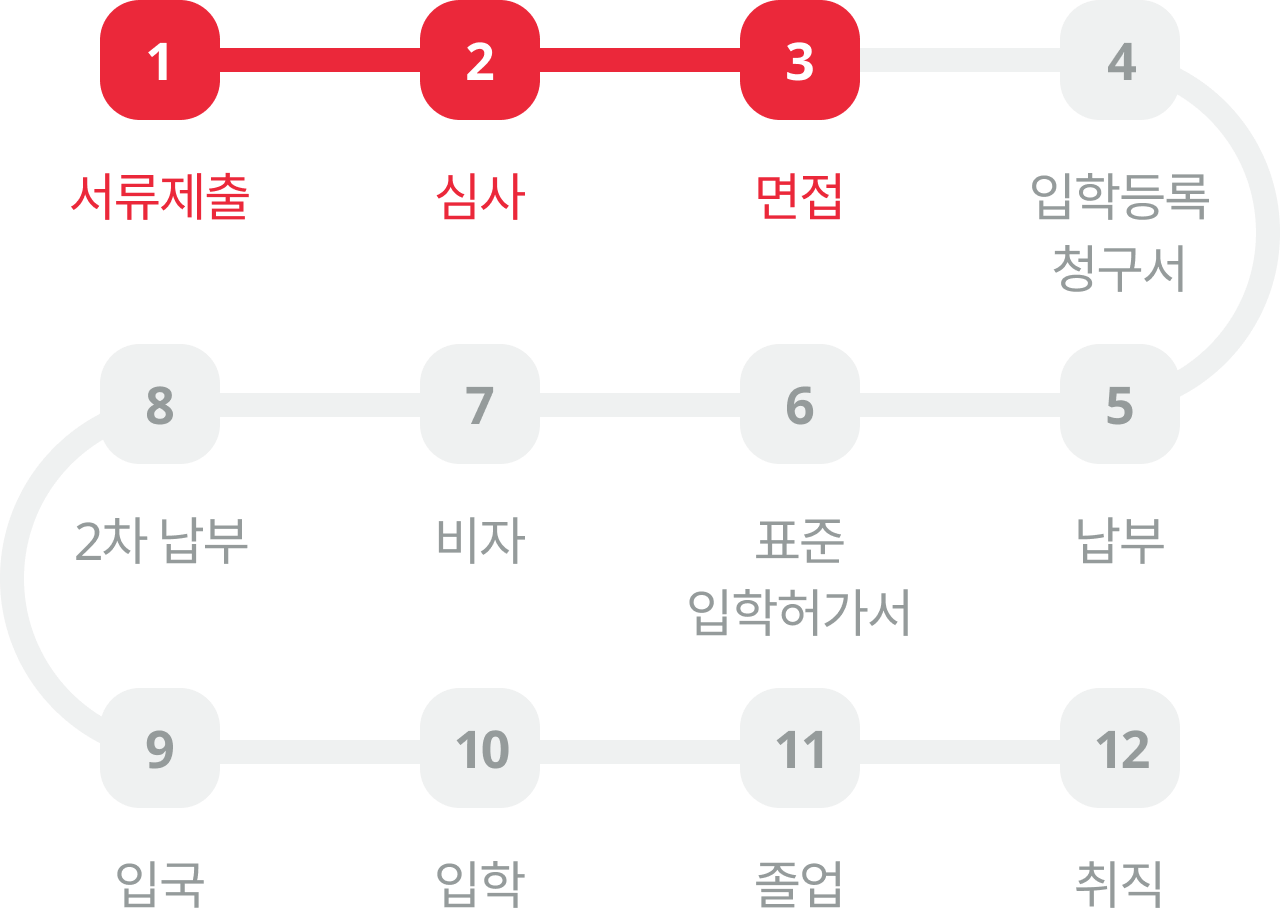 1 2 3 4
서류제출 심사 면접 입학등록
청구서
8 7 6 5
2차 납부 비자 표준 납부
입학허가서
9 10 11 12
입국 입학 졸업 취직